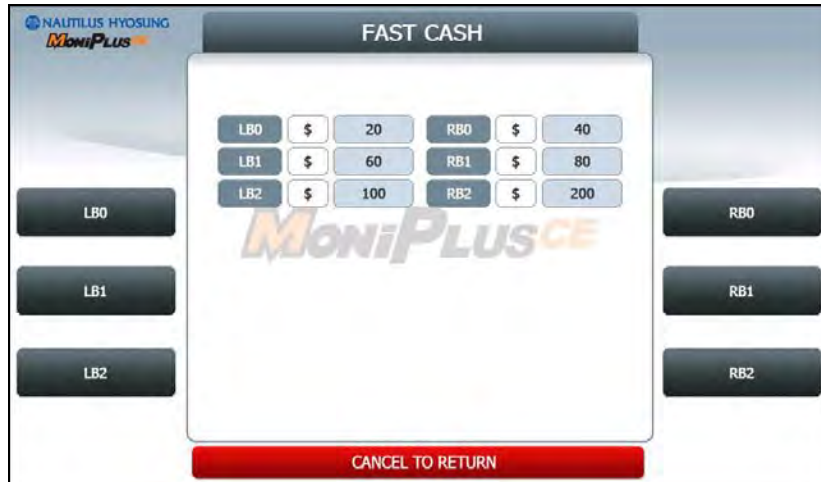 NAUTILUS HYOSUNG
MoniPlus CE
FAST CASH
LB0 $ 20 RB0 $ 40
LB1 $ 60 RB1 $ 80
LB2 $ 100 RB2 $ 200
MoniPlus CE
LB0
RB0
LB1
RB1
LB2
RB2
CANCEL TO RETURN